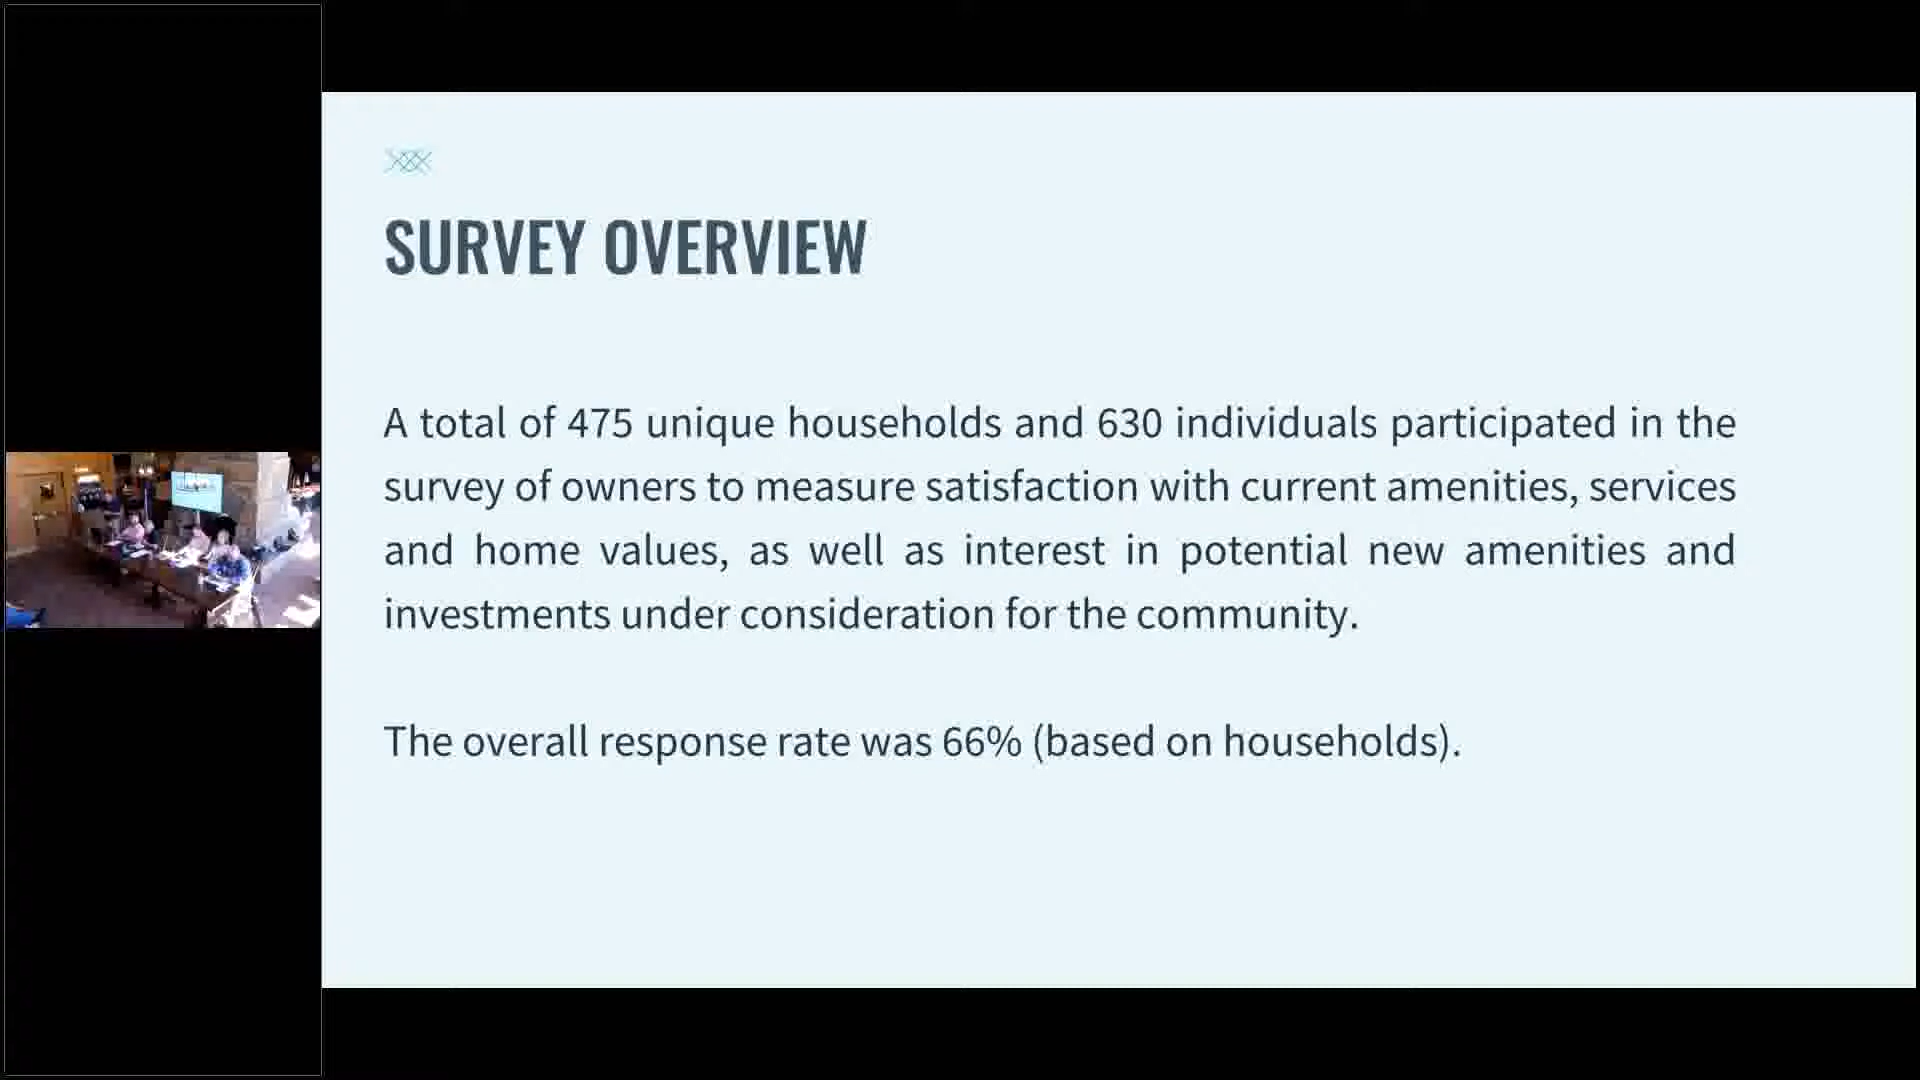 SURVEY OVERVIEW
A total of 475 unique households and 630 individuals participated in the
survey of owners to measure satisfaction with current amenities, services
and home values, as well as interest in potential new amenities and
investments under consideration for the community.
The overall response rate was 66% (based on households).